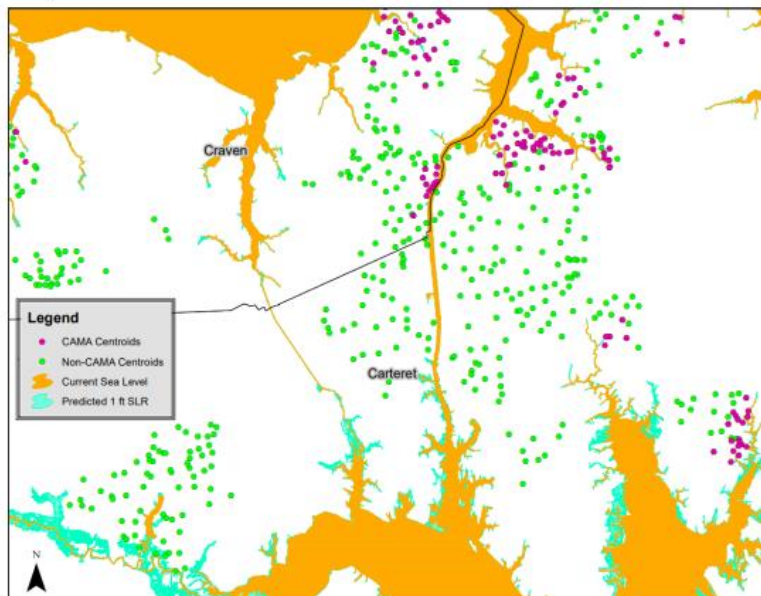 Craven
Legend
CAMA Centroids
Non-CAMA Centroids
Current Sea Level
Predicted 1 ft SLR
Carteret
N